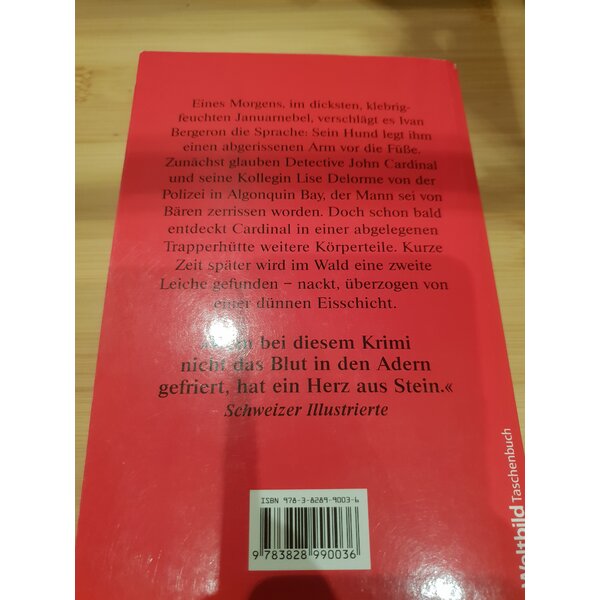 Eines Morgens, im dicksten, klebrig-
feuchten Januarnebel, verschlägt es Ivan
Bergeron die Sprache: Sein Hund legt ihm
einen abgerissenen Arm vor die Füße.
Zunächst glauben Detective John Cardinal
und seine Kollegin Lise Delorme von der
Polizei in Algonquin Bay, der Mann sei von
Bären zerrissen worden. Doch schon bald
entdeckt Cardinal in einer abgelegenen
Trapperhütte weitere Körperteile. Kurze
Zeit später wird im Wald eine zweite
Leiche gefunden – nackt, überzogen von
einer dünnen Eisschicht.
bei diesem Krimi
nicht das Blut in den Adern
gefriert, hat ein Herz aus Stein.«
Schweizer Illustrierte
ISBN 978-3-8289-9003-6
9 783828 990036
Weltbild Taschenbuch